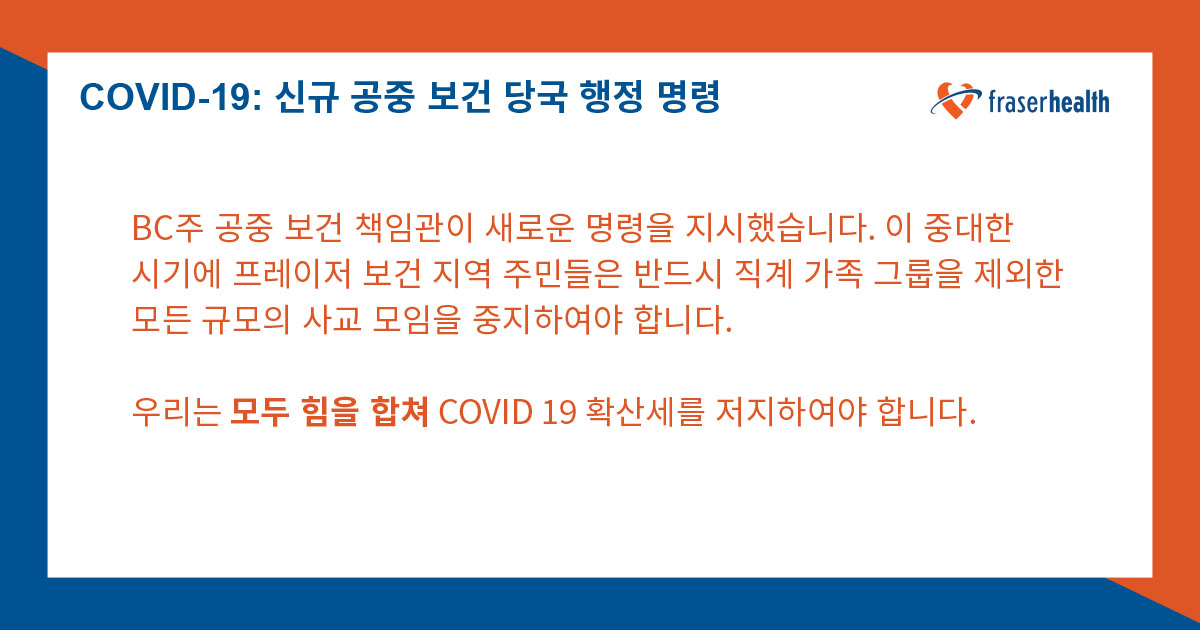 COVID-19: 신규 공중 보건 당국 행정 명령
fraserhealth
BC주 공중 보건 책임관이 새로운 명령을 지시했습니다. 이 중대한
시기에 프레이저 보건 지역 주민들은 반드시 직계 가족 그룹을 제외한
모든 규모의 사교 모임을 중지하여야 합니다.
우리는 모두 힘을 합쳐 COVID 19 확산세를 저지하여야 합니다.